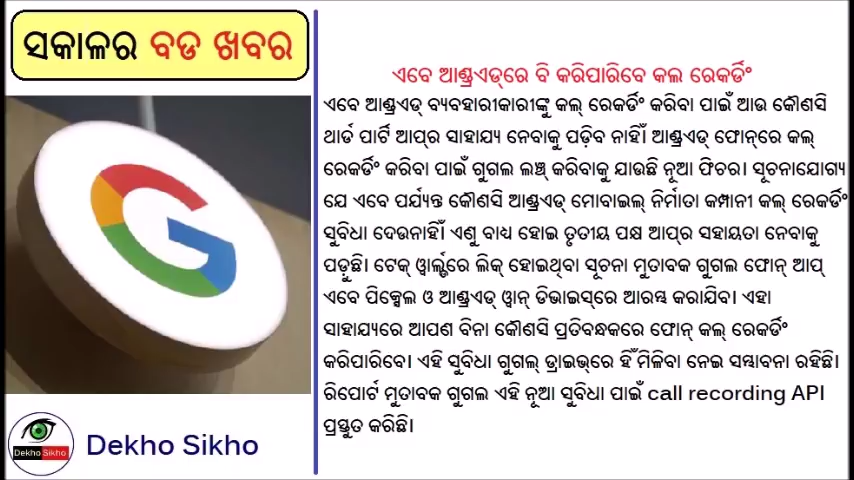 ସକାଳର ବଡ ଖବର
ଏବେ ଆଣ୍ଡ୍ରଏଡ୍‌ରେ ବି କରିପାରିବେ କଲ ରେକର୍ଡିଂ
ଏବେ ଆଣ୍ଡ୍ରଏଡ୍ ବ୍ୟବହାରୀକାରୀଙ୍କୁ କଲ୍ ରେକର୍ଡିଂ କରିବା ପାଇଁ ଆଉ କୌଣସି
ଥାର୍ଡ ପାର୍ଟି ଆପ୍‌ର ସାହାଯ୍ୟ ନେବାକୁ ପଡ଼ିବ ନାହିଁ। ଆଣ୍ଡ୍ରଏଡ୍ ଫୋନ୍‌ରେ କଲ୍
ରେକର୍ଡିଂ କରିବା ପାଇଁ ଗୁଗଲ ଲଞ୍ଚ୍ କରିବାକୁ ଯାଉଛି ନୂଆ ଫିଚର। ସୂଚନାଯୋଗ୍ୟ
ଯେ ଏବେ ପର୍ଯ୍ୟନ୍ତ କୌଣସି ଆଣ୍ଡ୍ରଏଡ୍ ମୋବାଇଲ୍ ନିର୍ମାତା କମ୍ପାନୀ କଲ୍ ରେକର୍ଡିଂ
ସୁବିଧା ଦେଉନାହିଁ। ଏଣୁ ବାଧ୍ୟ ହୋଇ ତୃତୀୟ ପକ୍ଷ ଆପ୍‌ର ସହାୟତା ନେବାକୁ
ପଡ଼ୁଛି। ଟେକ୍ ୱାର୍ଲ୍ଡରେ ଲିକ୍ ହୋଇଥିବା ସୂଚନା ମୁତାବକ ଗୁଗଲ ଫୋନ୍ ଆପ୍
ଏବେ ପିକ୍ସେଲ ଓ ଆଣ୍ଡ୍ରଏଡ୍ ୱାନ୍ ଡିଭାଇସ୍‌ରେ ଆରମ୍ଭ କରାଯିବ। ଏହା
ସାହାଯ୍ୟରେ ଆପଣ ବିନା କୌଣସି ପ୍ରତିବନ୍ଧକରେ ଫୋନ୍ କଲ୍ ରେକର୍ଡିଂ
କରିପାରିବେ। ଏହି ସୁବିଧା ଗୁଗଲ୍ ଡ୍ରାଇଭ୍‌ରେ ହିଁ ମିଳିବା ନେଇ ସମ୍ଭାବନା ରହିଛି।
ରିପୋର୍ଟ ମୁତାବକ ଗୁଗଲ ଏହି ନୂଆ ସୁବିଧା ପାଇଁ call recording API
ପ୍ରସ୍ତୁତ କରିଛି।
Dekho Sikho
Dekho Sikho